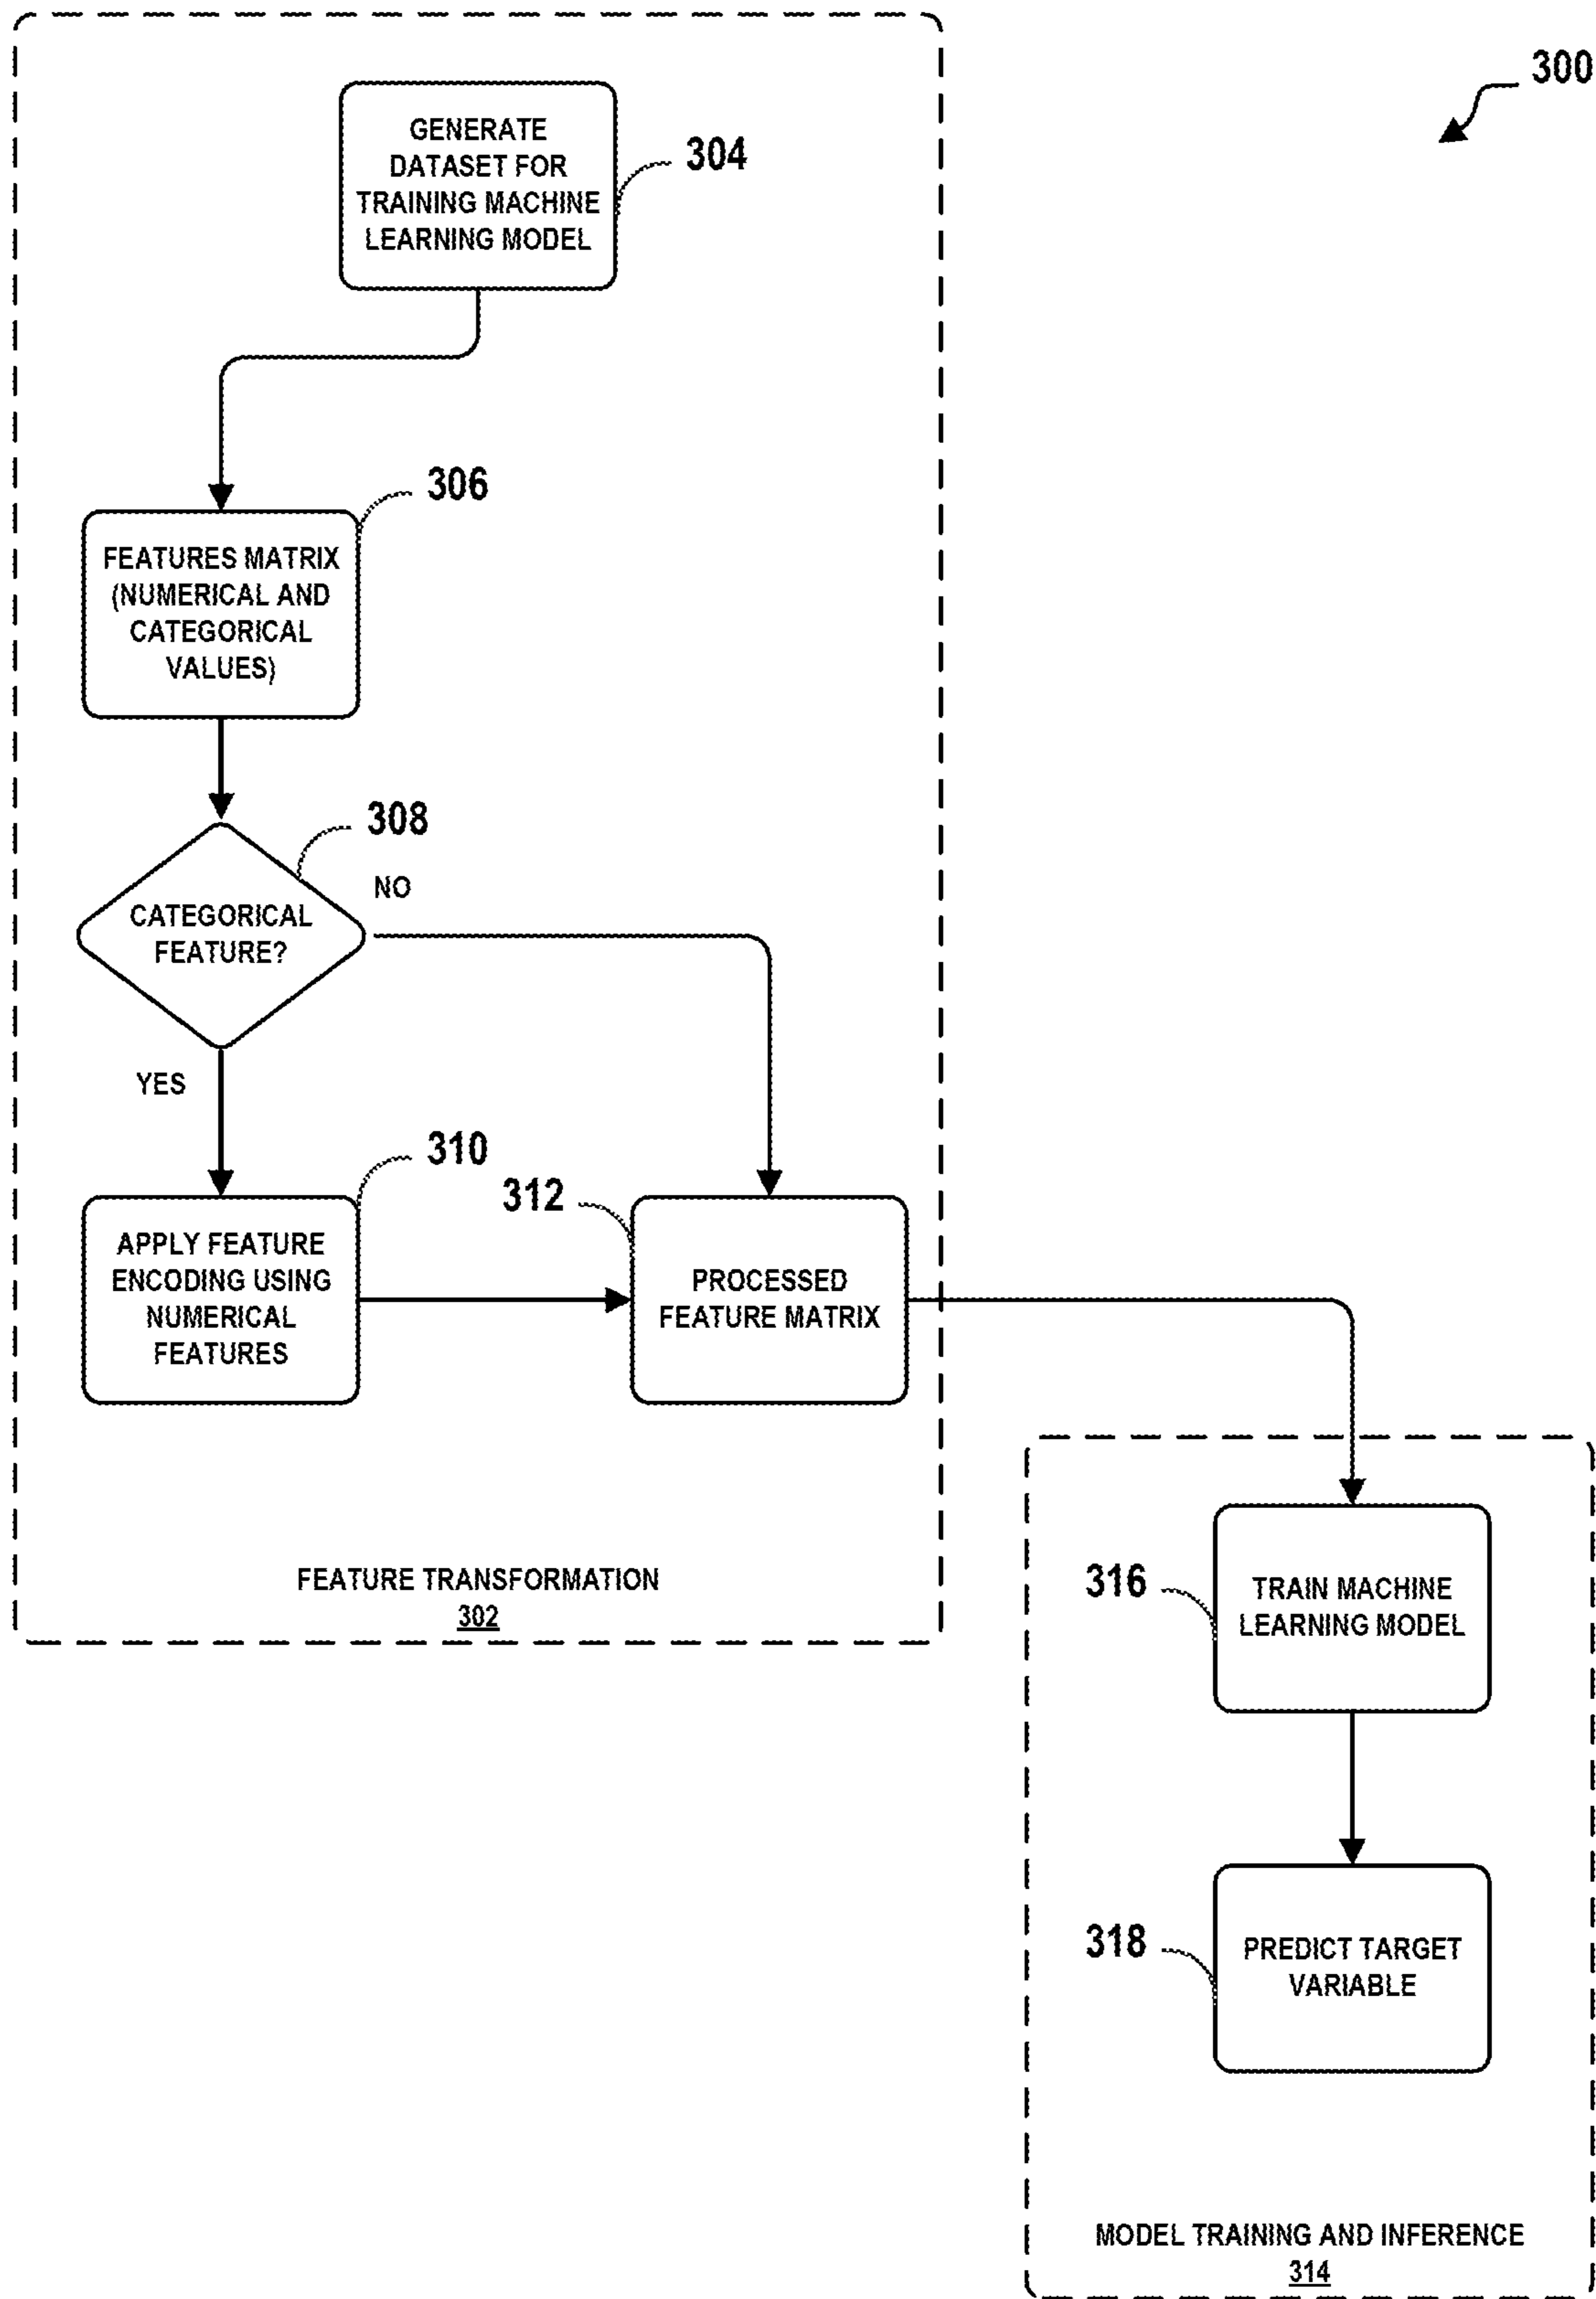 300
GENERATE
DATASET FOR
TRAINING MACHINE
LEARNING MODEL
304
306
FEATURES MATRIX
(NUMERICAL AND
CATEGORICAL
VALUES)
308
NO
CATEGORICAL
FEATURE?
YES
310
APPLY FEATURE
ENCODING USING
NUMERICAL
FEATURES
312
PROCESSED
FEATURE MATRIX
FEATURE TRANSFORMATION
302
316
TRAIN MACHINE
LEARNING MODEL
318
PREDICT TARGET
VARIABLE
MODEL TRAINING AND INFERENCE
314